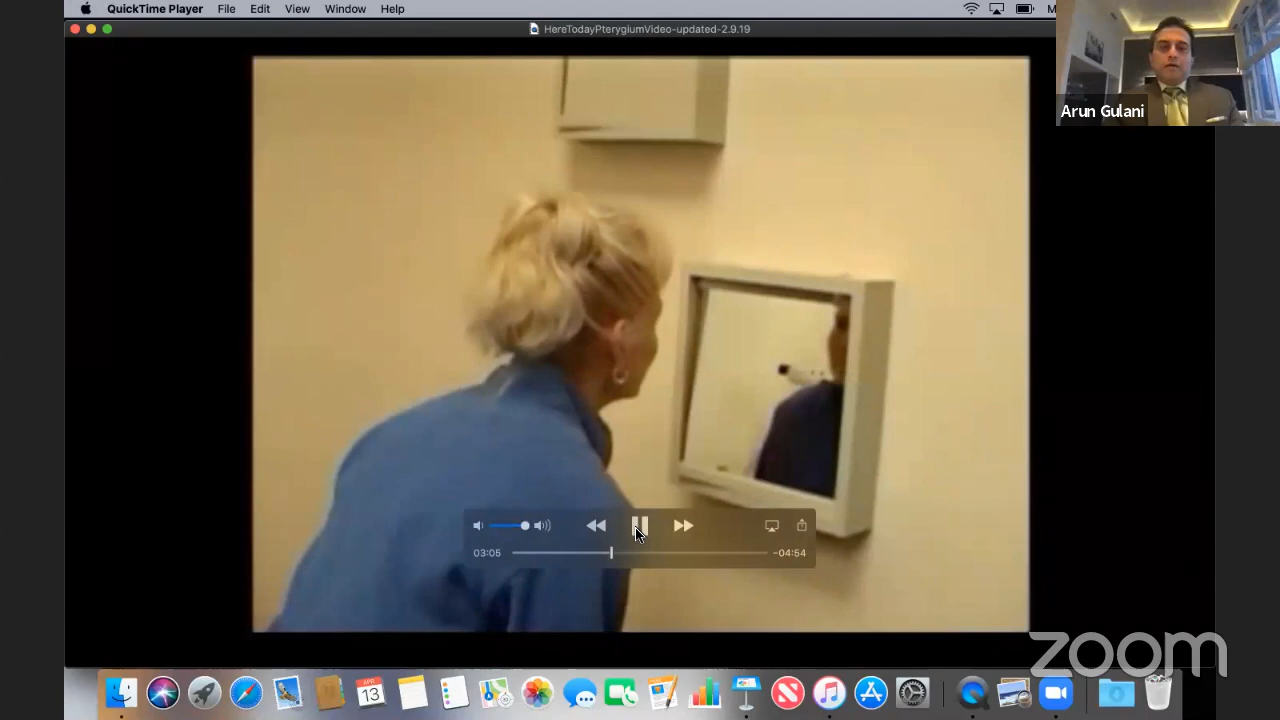 QuickTime Player File Edit View Window Help
HereTodayPterygiumVideo-updated-2.9.19
Arun Gulani
03:05
-04:54
zoom
APR
13